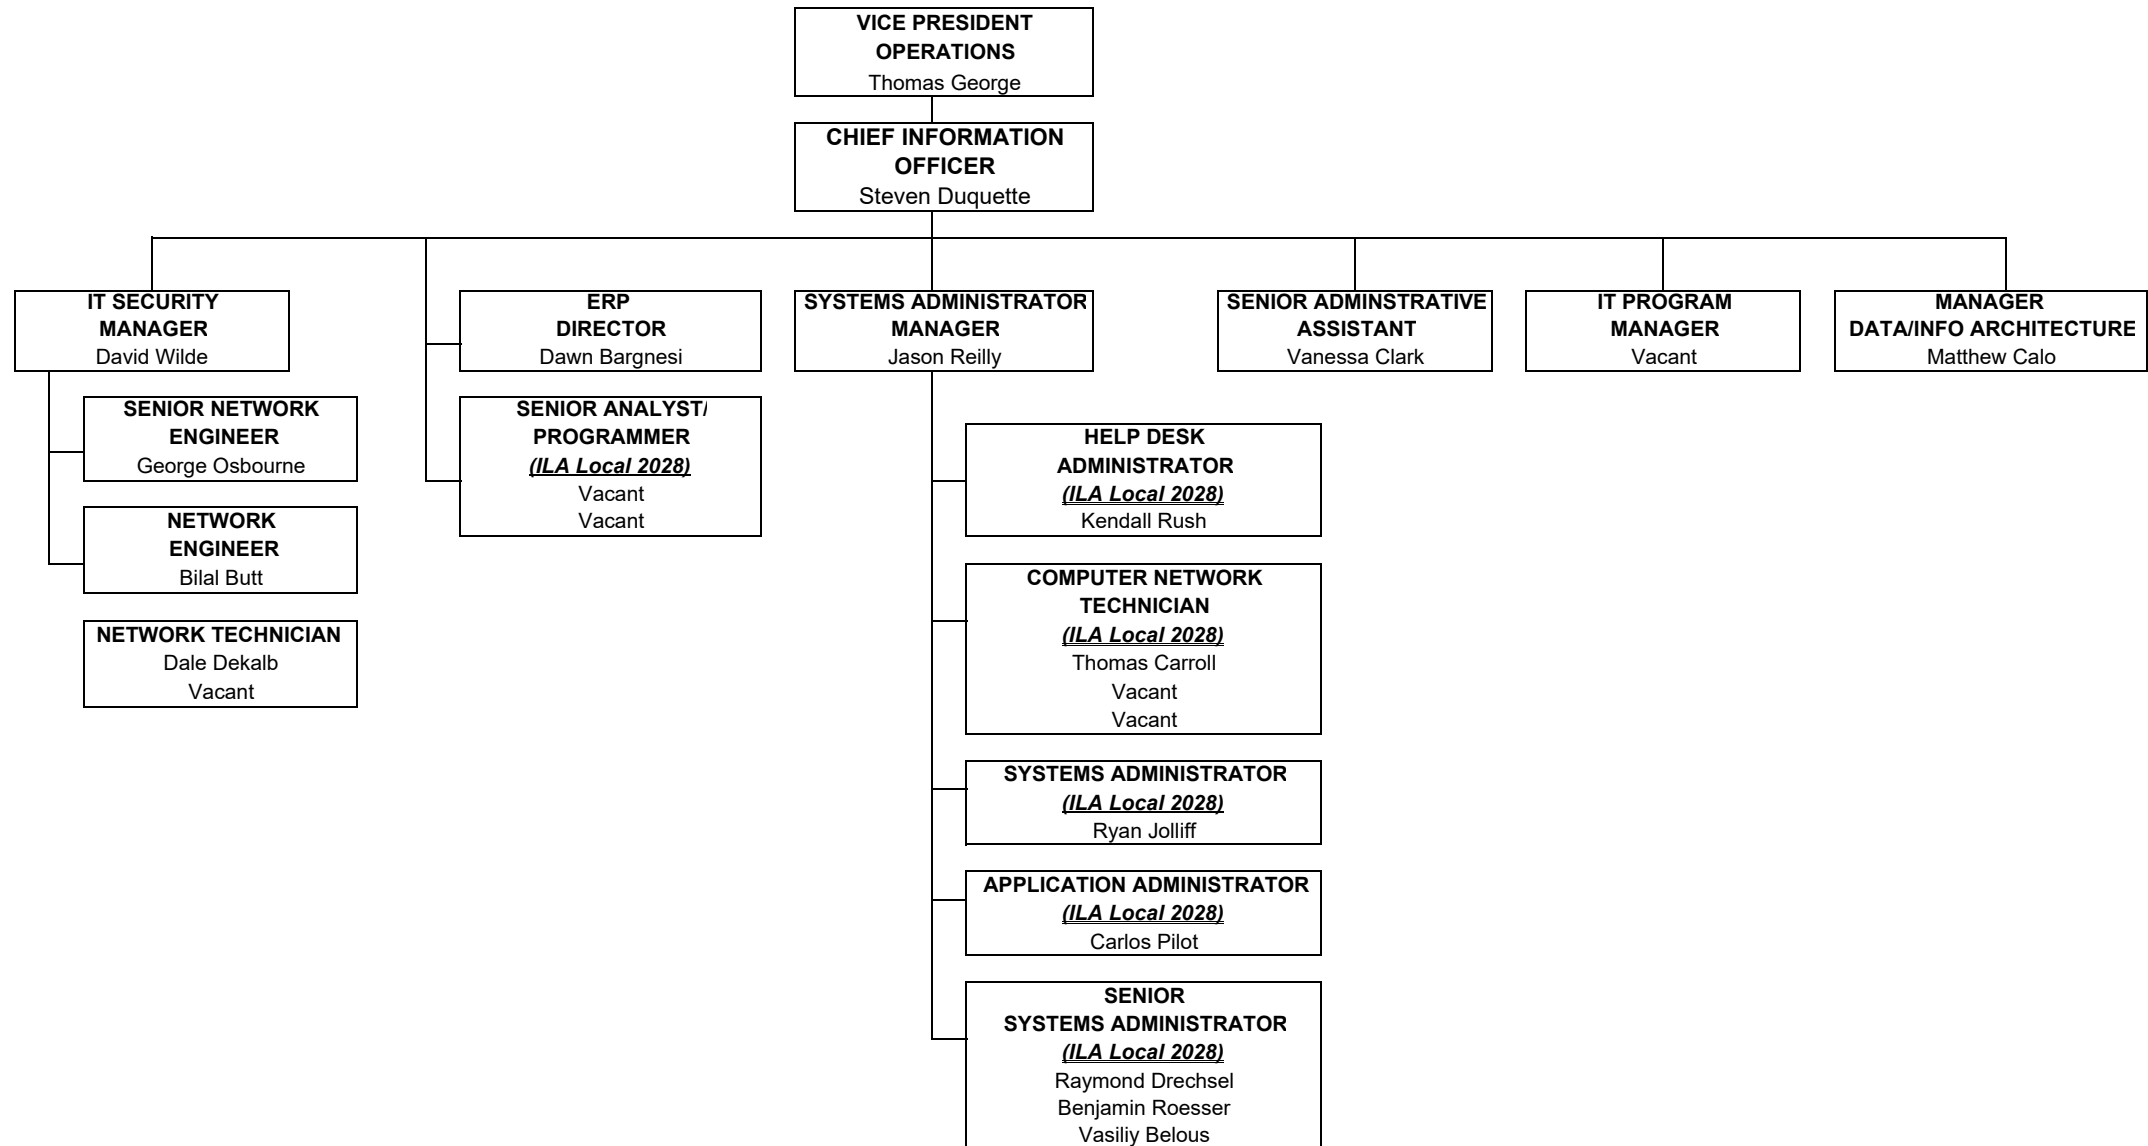 VICE PRESIDENT
OPERATIONS
Thomas George
CHIEF INFORMATION
OFFICER
Steven Duquette
IT SECURITY
MANAGER
David Wilde
SENIOR NETWORK
ENGINEER
George Osbourne
NETWORK
ENGINEER
Bilal Butt
NETWORK TECHNICIAN
Dale Dekalb
Vacant
ERP
DIRECTOR
Dawn Bargnesi
SENIOR ANALYST/
PROGRAMMER
(ILA Local 2028)
Vacant
Vacant
SYSTEMS ADMINISTRATOR
MANAGER
Jason Reilly
HELP DESK
ADMINISTRATOR
(ILA Local 2028)
Kendall Rush
COMPUTER NETWORK
TECHNICIAN
(ILA Local 2028)
Thomas Carroll
Vacant
Vacant
SYSTEMS ADMINISTRATOR
(ILA Local 2028)
Ryan Jolliff
APPLICATION ADMINISTRATOR
(ILA Local 2028)
Carlos Pilot
SENIOR
SYSTEMS ADMINISTRATOR
(ILA Local 2028)
Raymond Drechsel
Benjamin Roesser
Vasiliy Belous
SENIOR ADMINSTRATIVE
ASSISTANT
Vanessa Clark
IT PROGRAM
MANAGER
Vacant
MANAGER
DATA/INFO ARCHITECTURE
Matthew Calo